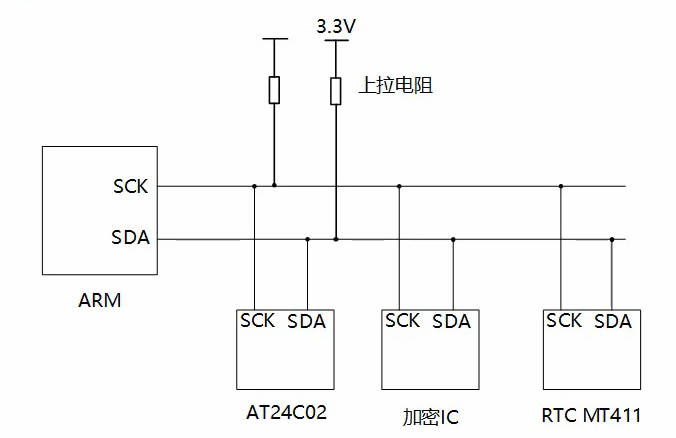 3.3V
上拉电阻
SCK
SDA
ARM
SCK SDA
SCK SDA
SCK SDA
AT24C02
加密IC
RTC MT411